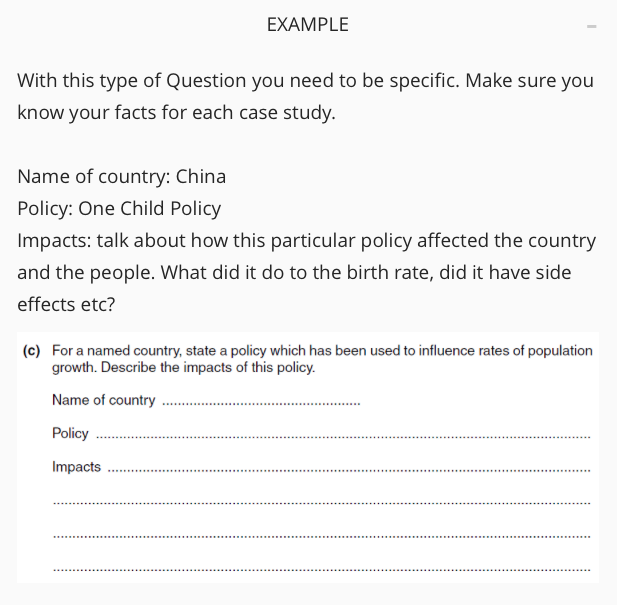 EXAMPLE
With this type of Question you need to be specific. Make sure you
know your facts for each case study.
Name of country: China
Policy: One Child Policy
Impacts: talk about how this particular policy affected the country
and the people. What did it do to the birth rate, did it have side
effects etc?
(c) For a named country, state a policy which has been used to influence rates of population
growth. Describe the impacts of this policy.
Name of country ..................................................
Policy ..................................................
Impacts ..................................................